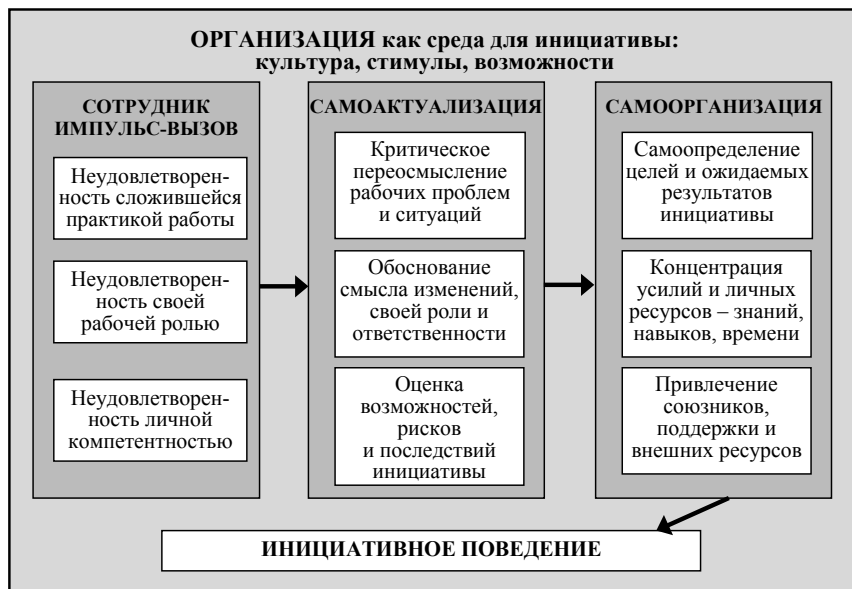 ОРГАНИЗАЦИЯ как среда для инициативы:
культура, стимулы, возможности
СОТРУДНИК
ИМПУЛЬС-ВЫЗОВ
Неудовлетворен-
ность сложившейся
практикой работы
Неудовлетворен-
ность своей
рабочей ролью
Неудовлетворен-
ность личной
компетентностью
САМОАКТУАЛИЗАЦИЯ
Критическое
переосмысление
рабочих проблем
и ситуаций
Обоснование
смысла изменений,
своей роли и
ответственности
Оценка
возможностей,
рисков
и последствий
инициативы
САМООРГАНИЗАЦИЯ
Самоопределение
целей и ожидаемых
результатов
инициативы
Концентрация
усилий и личных
ресурсов – знаний,
навыков, времени
Привлечение
союзников,
поддержки и
внешних ресурсов
ИНИЦИАТИВНОЕ ПОВЕДЕНИЕ